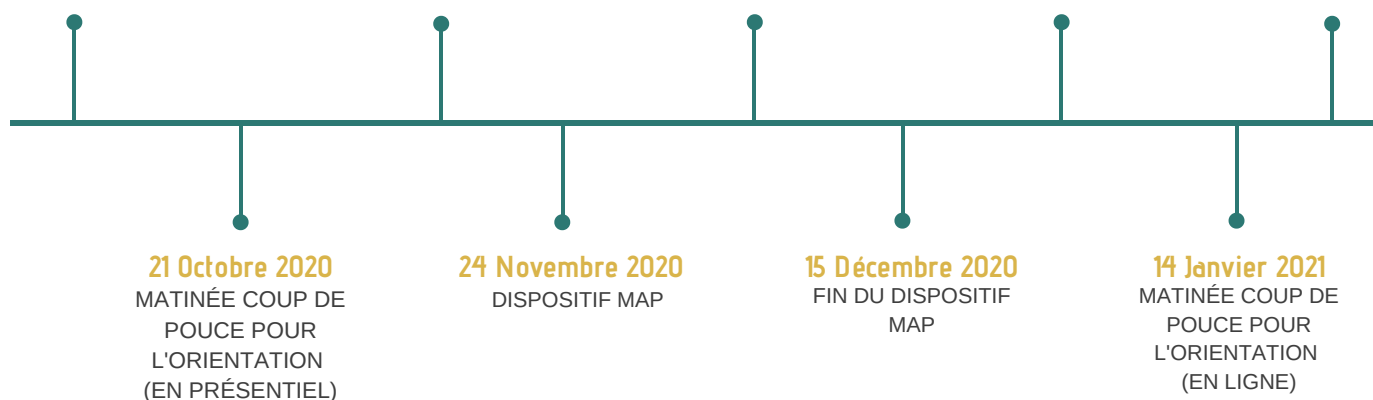 21 Octobre 2020
MATINÉE COUP DE
POUCE POUR
L'ORIENTATION
(EN PRÉSENTIEL)
24 Novembre 2020
DISPOSITIF MAP
15 Décembre 2020
FIN DU DISPOSITIF
MAP
14 Janvier 2021
MATINÉE COUP DE
POUCE POUR
L'ORIENTATION
(EN LIGNE)